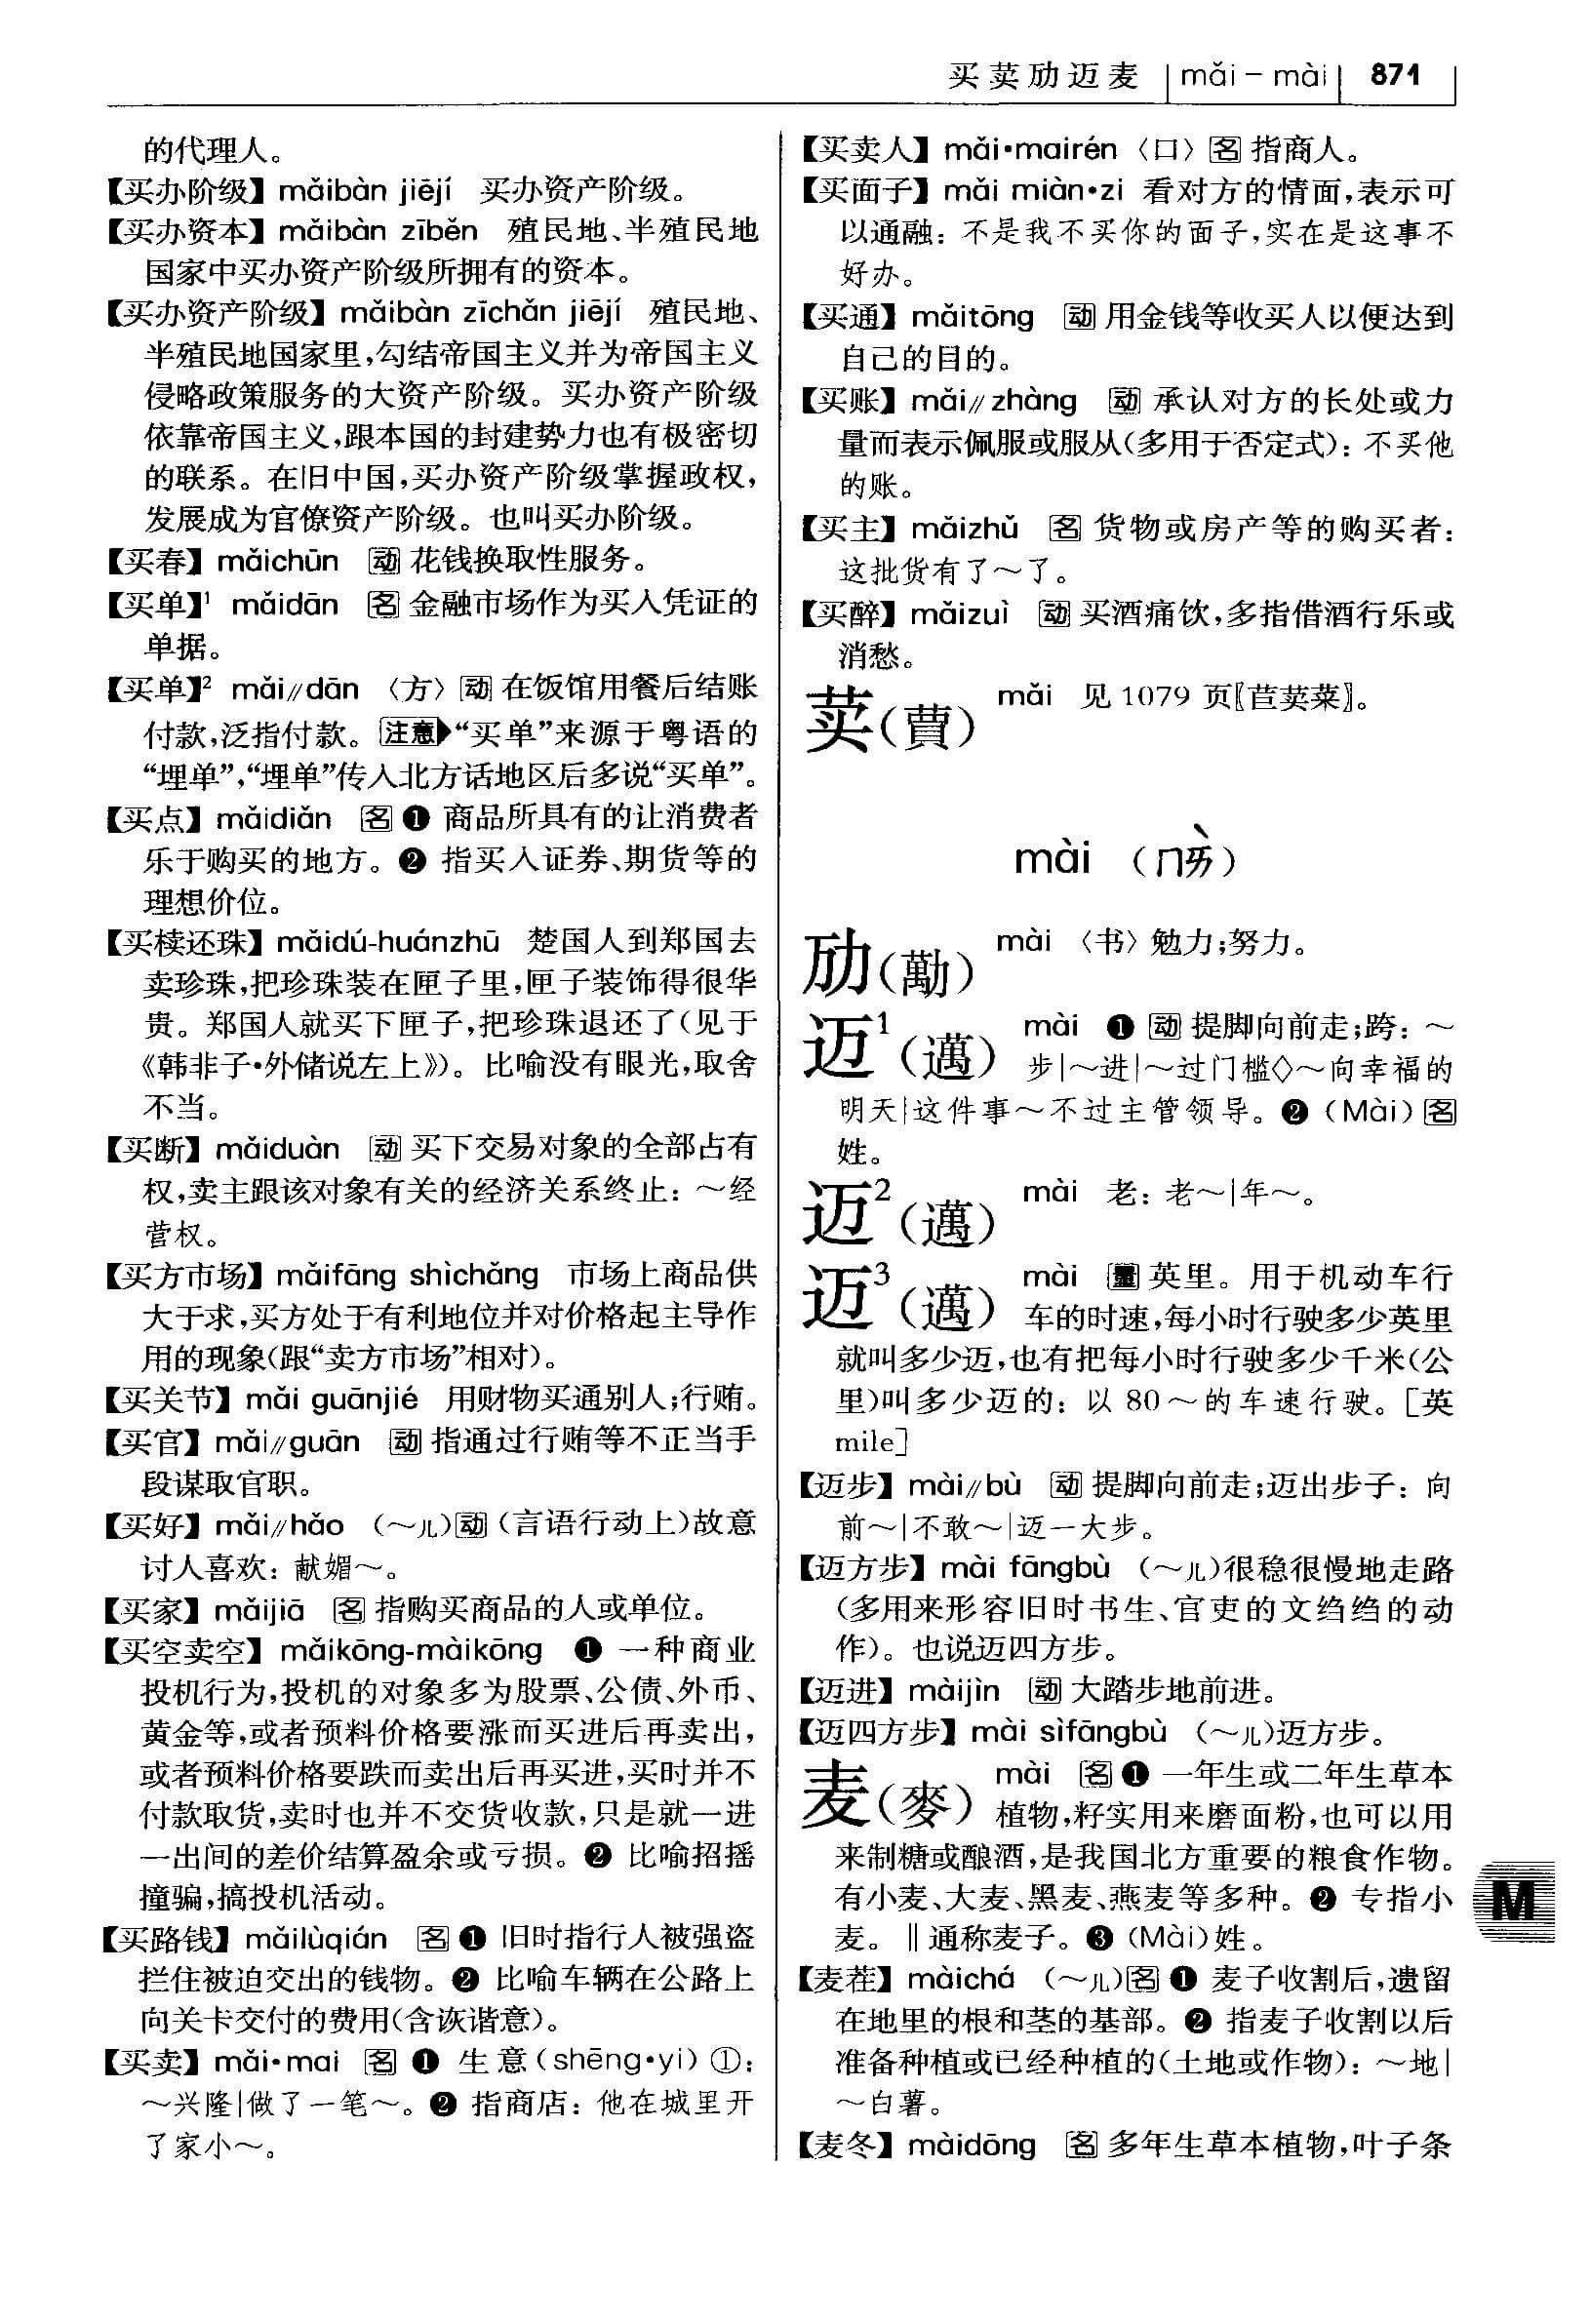 买荬劢迈麦 mǎi－mài 871
的代理人。
【买办阶级】mǎibàn jiējí 买办资产阶级。
【买办资本】mǎibàn zīběn 殖民地、半殖民地
国家中买办资产阶级所拥有的资本。
【买办资产阶级】mǎibàn zīchǎn jiējí 殖民地、
半殖民地国家里,勾结帝国主义并为帝国主义
侵略政策服务的大资产阶级。买办资产阶级
依靠帝国主义,跟本国的封建势力也有极密切
的联系。在旧中国,买办资产阶级掌握政权,
发展成为官僚资产阶级。也叫买办阶级。
【买春】mǎichūn 动 花钱换取性服务。
【买单】¹ mǎidān 名 金融市场作为买入凭证的
单据。
【买单】² mǎi//dān 〈方〉动 在饭馆用餐后结账
付款,泛指付款。注意“买单”来源于粤语的
“埋单”,“埋单”传入北方话地区后多说“买单”。
【买点】mǎidiǎn 名 ❶ 商品所具有的让消费者
乐于购买的地方。❷ 指买入证券、期货等的
理想价位。
【买椟还珠】mǎidú-huánzhū 楚国人到郑国去
卖珍珠,把珍珠装在匣子里,匣子装饰得很华
贵。郑国人就买下匣子,把珍珠退还了(见于
《韩非子·外储说左上》)。比喻没有眼光,取舍
不当。
【买断】mǎiduàn 动 买下交易对象的全部占有
权,卖主跟该对象有关的经济关系终止：～经
营权。
【买方市场】mǎifāng shìchǎng 市场上商品供
大于求,买方处于有利地位并对价格起主导作
用的现象(跟“卖方市场”相对)。
【买关节】mǎi guānjié 用财物买通别人;行贿。
【买官】mǎi//guān 动 指通过行贿等不正当手
段谋取官职。
【买好】mǎi//hǎo (～儿)动 (言语行动上)故意
讨人喜欢：献媚～。
【买家】mǎijiā 名 指购买商品的人或单位。
【买空卖空】mǎikōng-màikōng ❶ 一种商业
投机行为,投机的对象多为股票、公债、外币、
黄金等,或者预料价格要涨而买进后再卖出,
或者预料价格要跌而卖出后再买进,买时并不
付款取货,卖时也并不交货收款,只是就一进
一出间的差价结算盈余或亏损。❷ 比喻招摇
撞骗,搞投机活动。
【买路钱】mǎilùqián 名 ❶ 旧时指行人被强盗
拦住被迫交出的钱物。❷ 比喻车辆在公路上
向关卡交付的费用(含诙谐意)。
【买卖】mǎi·mai 名 ❶ 生意(shēng·yi)①：
～兴隆|做了一笔～。❷ 指商店：他在城里开
了家小～。
【买卖人】mǎi·mairén 〈口〉名 指商人。
【买面子】mǎi miàn·zi 看对方的情面,表示可
以通融：不是我不买你的面子,实在是这事不
好办。
【买通】mǎitōng 动 用金钱等收买人以便达到
自己的目的。
【买账】mǎi//zhàng 动 承认对方的长处或力
量而表示佩服或服从(多用于否定式)：不买他
的账。
【买主】mǎizhǔ 名 货物或房产等的购买者：
这批货有了～了。
【买醉】mǎizuì 动 买酒痛饮,多指借酒行乐或
消愁。
荬(蕒) mǎi 见 1079 页〖苣荬菜〗。
mài (ㄇㄞˋ)
劢(勱) mài 〈书〉勉力;努力。
迈¹(邁) mài ❶ 动 提脚向前走;跨：～
步|～进|～过门槛◇～向幸福的
明天|这件事～不过主管领导。❷ (Mài)名
姓。
迈²(邁) mài 老：老～|年～。
迈³(邁) mài 量 英里。用于机动车行
车的时速,每小时行驶多少英里
就叫多少迈,也有把每小时行驶多少千米(公
里)叫多少迈的：以 80～的车速行驶。[英
mile]
【迈步】mài//bù 动 提脚向前走;迈出步子：向
前～|不敢～|迈一大步。
【迈方步】mài fāngbù (～儿)很稳很慢地走路
(多用来形容旧时书生、官吏的文绉绉的动
作)。也说迈四方步。
【迈进】màijìn 动 大踏步地前进。
【迈四方步】mài sìfāngbù (～儿)迈方步。
麦(麥) mài 名 ❶ 一年生或二年生草本
植物,籽实用来磨面粉,也可以用
来制糖或酿酒,是我国北方重要的粮食作物。
有小麦、大麦、黑麦、燕麦等多种。❷ 专指小
麦。‖通称麦子。❸ (Mài)姓。
M
【麦茬】màichá (～儿)名 ❶ 麦子收割后,遗留
在地里的根和茎的基部。❷ 指麦子收割以后
准备种植或已经种植的(土地或作物)：～地|
～白薯。
【麦冬】màidōng 名 多年生草本植物,叶子条